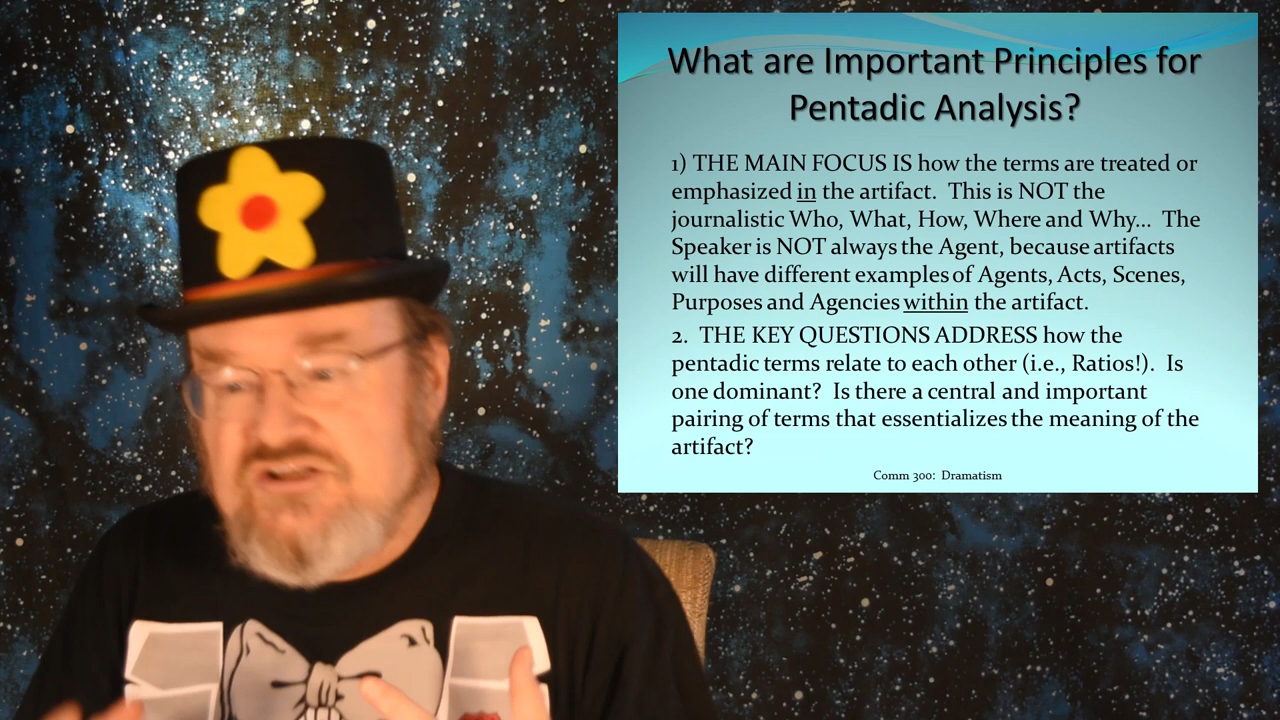 What are Important Principles for
Pentadic Analysis?
1) THE MAIN FOCUS IS how the terms are treated or
emphasized in the artifact.  This is NOT the
journalistic Who, What, How, Where and Why...  The
Speaker is NOT always the Agent, because artifacts
will have different examples of Agents, Acts, Scenes,
Purposes and Agencies within the artifact.
2.  THE KEY QUESTIONS ADDRESS how the
pentadic terms relate to each other (i.e., Ratios!).  Is
one dominant?  Is there a central and important
pairing of terms that essentializes the meaning of the
artifact?
Comm 300:  Dramatism